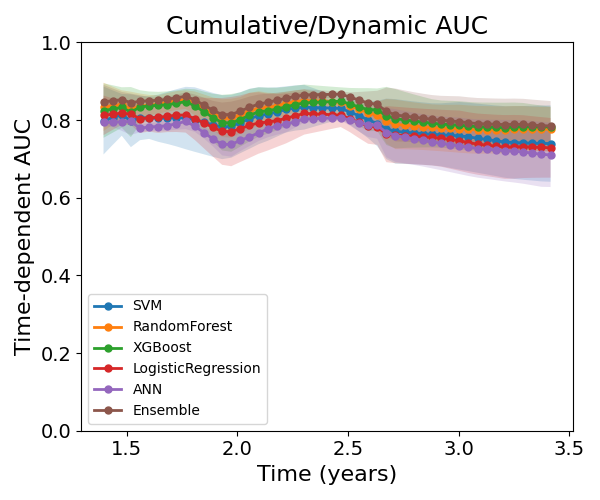 Cumulative/Dynamic AUC
Time-dependent AUC
1.0
0.8
0.6
0.4
0.2
0.0
SVM
RandomForest
XGBoost
LogisticRegression
ANN
Ensemble
1.5 2.0 2.5 3.0 3.5
Time (years)